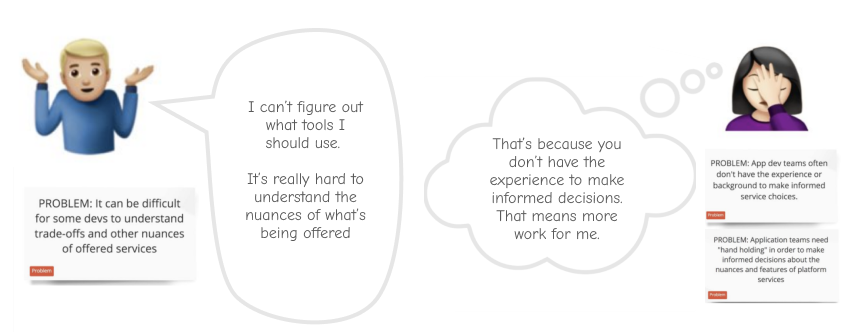 I can't figure out
what tools I
should use.
It's really hard to
understand the
nuances of what's
being offered
PROBLEM: It can be difficult
for some devs to understand
trade-offs and other nuances
of offered services
Problem
That's because you
don't have the
experience to make
informed decisions.
That means more
work for me.
PROBLEM: App dev teams often
don't have the experience or
background to make informed
service choices.
Problem
PROBLEM: Application teams need
"hand holding" in order to make
informed decisions about the
nuances and features of platform
services
Problem